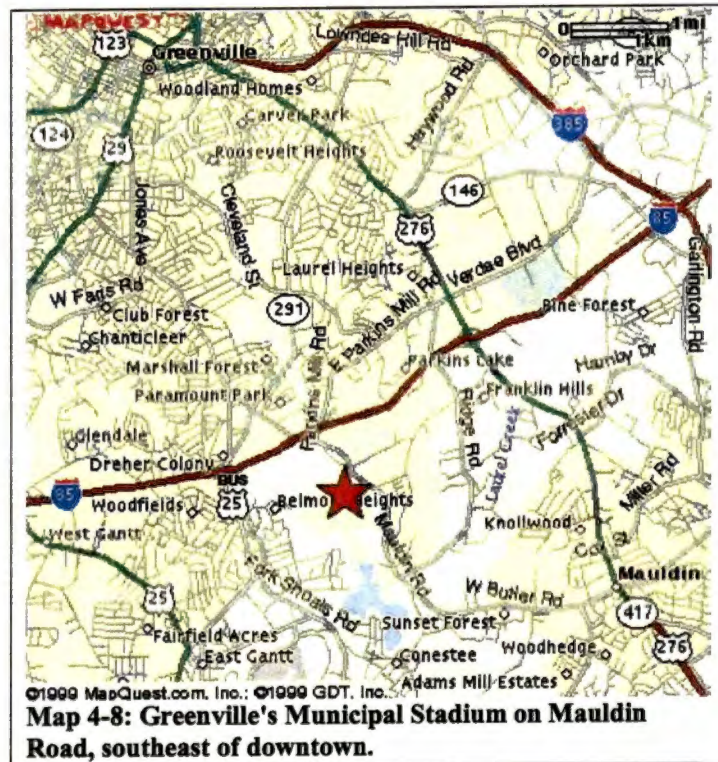 MAPQUEST
0 1mi
1km
123
Greenville
Lowndes Hill Rd
Orchard Park
Woodland Homes
Haywood Rd
385
124
29
Carver Park
Roosevelt Heights
146
85
276
Jones Ave
Cleveland St
Laurel Heights
Verdae Blvd
Garlington Rd
W Faris Rd
Club Forest
291
E Parkins Mill Rd
Bine Forest
Chanticleer
Marshall Forest
Parkins Mill Rd
Parkins Lake
Hamby Dr
Paramount Park
Ridge Rd
Franklin Hills
Forrester Dr
Glendale
Laurel Creek
Dreher Colony
BUS
85
Woodfields
25
Belmo Heights
Miller Rd
West Gantt
Knollwood
Mauldin Rd
Mauldin
25
Fork Shoals Rd
W Butler Rd
417
Sunset Forest
Fairfield Acres
East Gantt
Conestee
Woodhedge
276
Adams Mill Estates
©1999 MapQuest.com, Inc.; ©1999 GDT, Inc.
Map 4-8: Greenville's Municipal Stadium on Mauldin
Road, southeast of downtown.